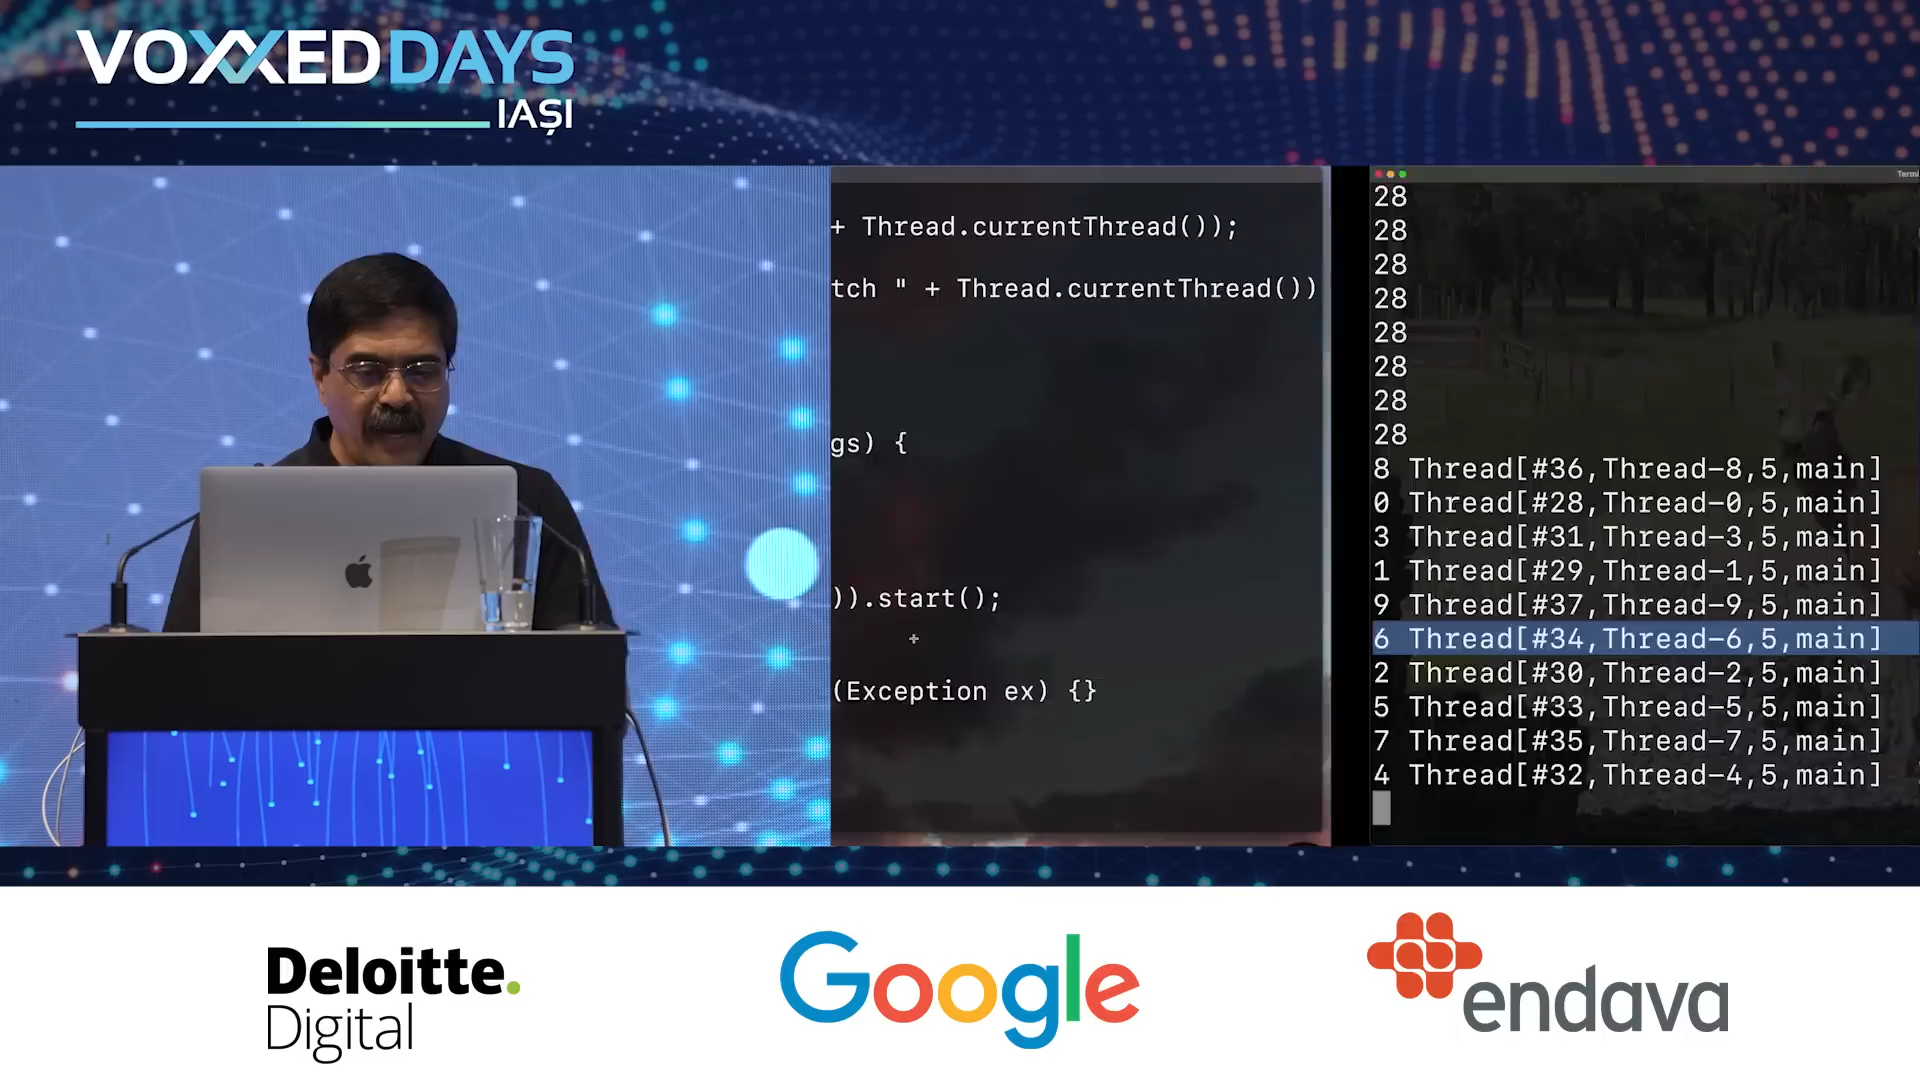 VOXXEDDAYS
IAȘI
+ Thread.currentThread());
tch " + Thread.currentThread())
gs) {
)).start();
(Exception ex) {}
28
28
28
28
28
28
28
28
8 Thread[#36,Thread-8,5,main]
0 Thread[#28,Thread-0,5,main]
3 Thread[#31,Thread-3,5,main]
1 Thread[#29,Thread-1,5,main]
9 Thread[#37,Thread-9,5,main]
6 Thread[#34,Thread-6,5,main]
2 Thread[#30,Thread-2,5,main]
5 Thread[#33,Thread-5,5,main]
7 Thread[#35,Thread-7,5,main]
4 Thread[#32,Thread-4,5,main]
Deloitte.
Digital
Google
endava